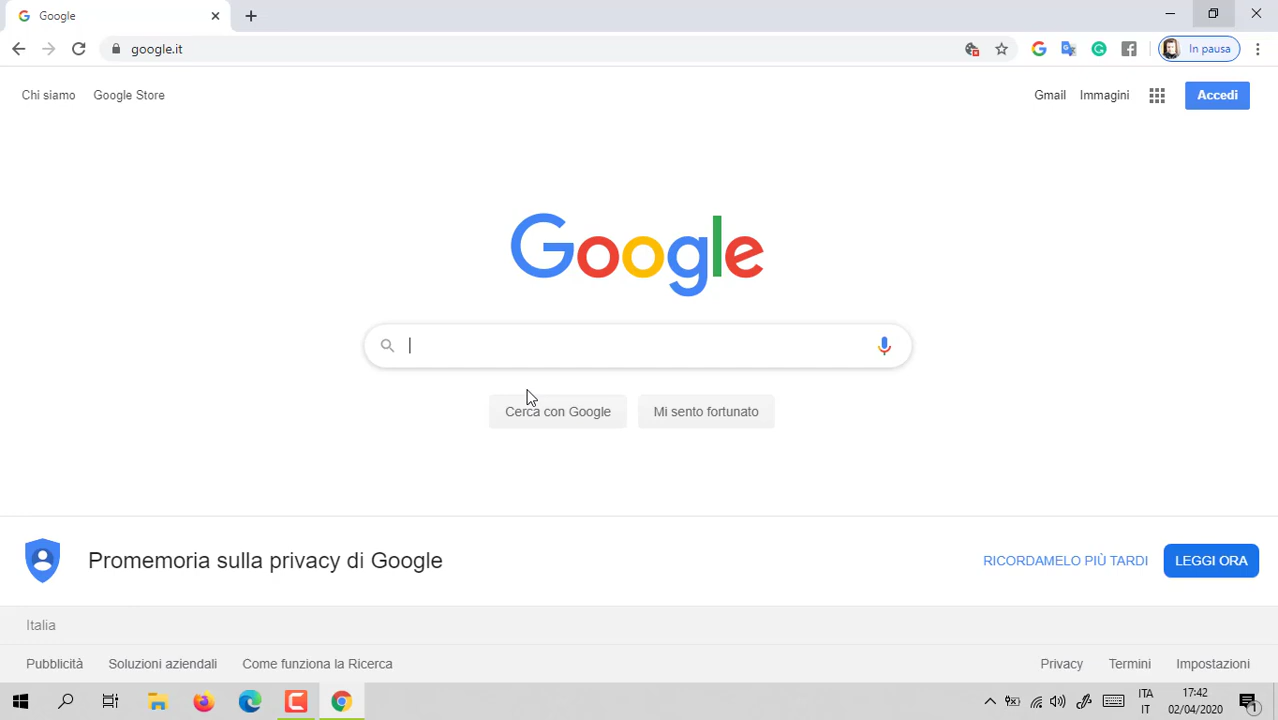 Google
google.it
In pausa
Chi siamo Google Store
Gmail Immagini Accedi
Google
Cerca con Google Mi sento fortunato
Promemoria sulla privacy di Google
RICORDAMELO PIÙ TARDI LEGGI ORA
Italia
Pubblicità Soluzioni aziendali Come funziona la Ricerca
Privacy Termini Impostazioni
ITA 17:42
IT 02/04/2020 1